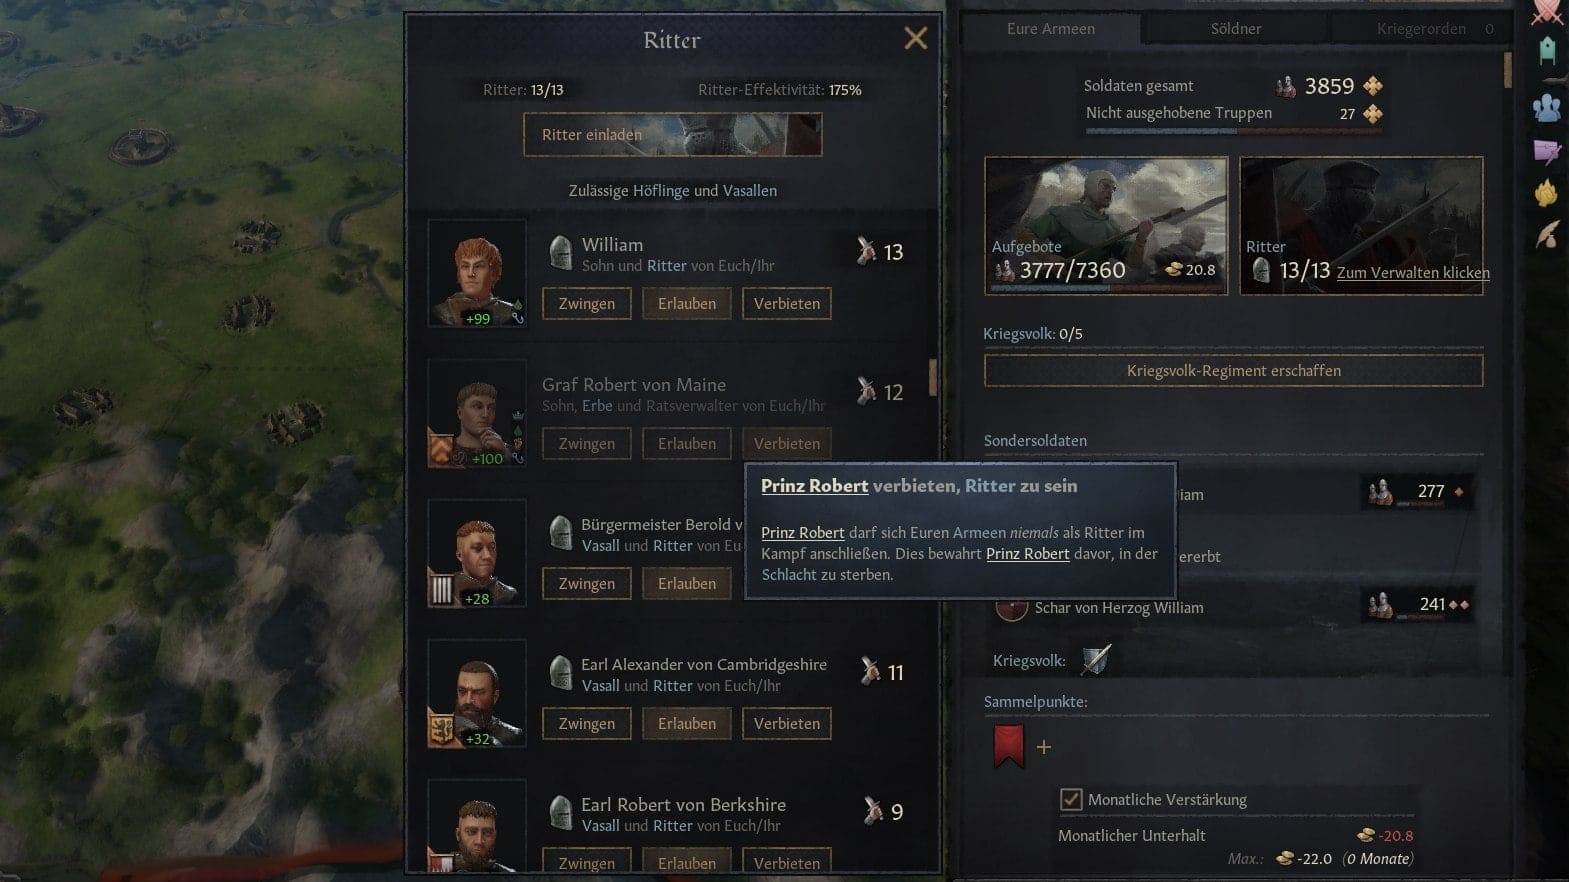 Ritter
Ritter: 13/13
Ritter-Effektivität: 175%
Ritter einladen
Zulässige Höflinge und Vasallen
William
Sohn und Ritter von Euch/Ihr
13
+99
Zwingen
Erlauben
Verbieten
Graf Robert von Maine
Sohn, Erbe und Ratsverwalter von Euch/Ihr
12
+100
Zwingen
Erlauben
Verbieten
Bürgermeister Berold v
Vasall und Ritter von Eu
+28
Zwingen
Erlauben
Prinz Robert verbieten, Ritter zu sein
Prinz Robert darf sich Euren Armeen niemals als Ritter im
Kampf anschließen. Dies bewahrt Prinz Robert davor, in der
Schlacht zu sterben.
Earl Alexander von Cambridgeshire
Vasall und Ritter von Euch/Ihr
11
+32
Zwingen
Erlauben
Verbieten
Earl Robert von Berkshire
Vasall und Ritter von Euch/Ihr
9
Zwingen
Erlauben
Verbieten
Eure Armeen
Söldner
Kriegerorden 0
Soldaten gesamt 3859
Nicht ausgehobene Truppen 27
Aufgebote
3777/7360 20.8
Ritter
13/13 Zum Verwalten klicken
Kriegsvolk: 0/5
Kriegsvolk-Regiment erschaffen
Sondersoldaten
iam 277
ererbt
Schar von Herzog William 241
Kriegsvolk:
Sammelpunkte:
+
Monatliche Verstärkung
Monatlicher Unterhalt -20.8
Max.: -22.0 (0 Monate)